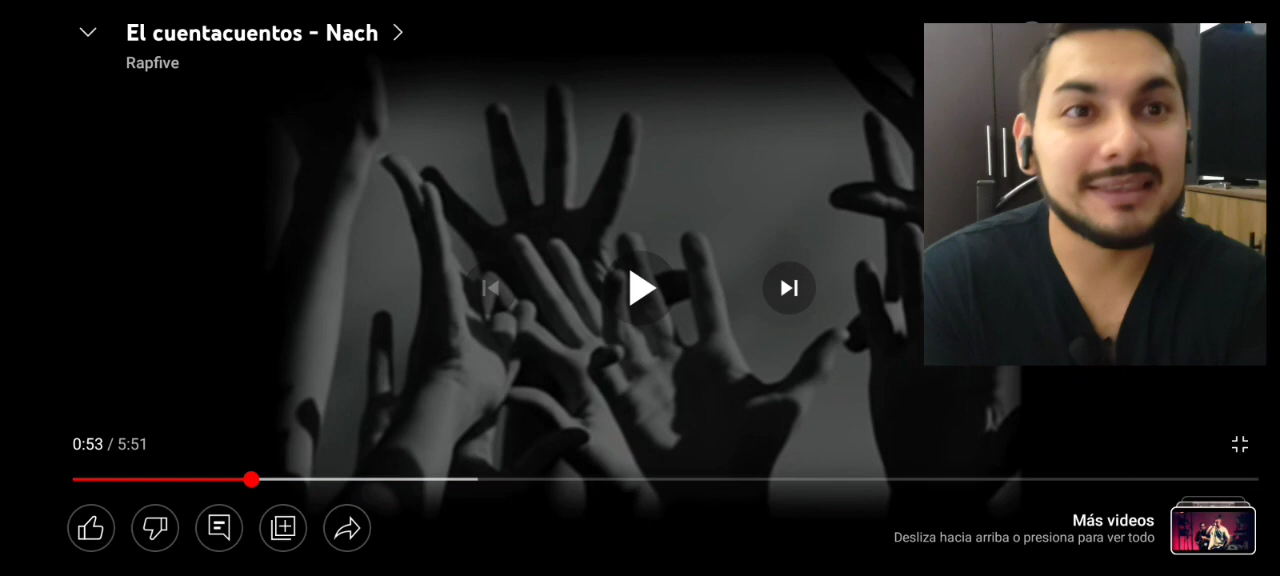 El cuentacuentos - Nach
Rapfive
0:53 / 5:51
Más videos
Desliza hacia arriba o presiona para ver todo